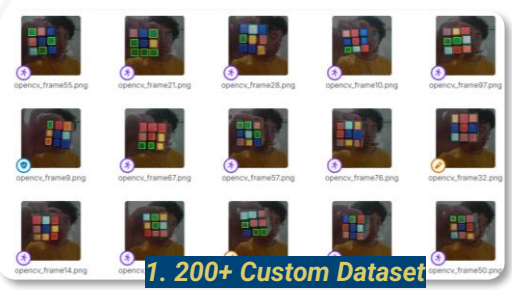 opencv_frame55.png opencv_frame21.png opencv_frame28.png opencv_frame10.png opencv_frame97.png
opencv_frame9.png opencv_frame67.png opencv_frame57.png opencv_frame76.png opencv_frame32.png
opencv_frame14.png opencv_frame50.png
1. 200+ Custom Dataset